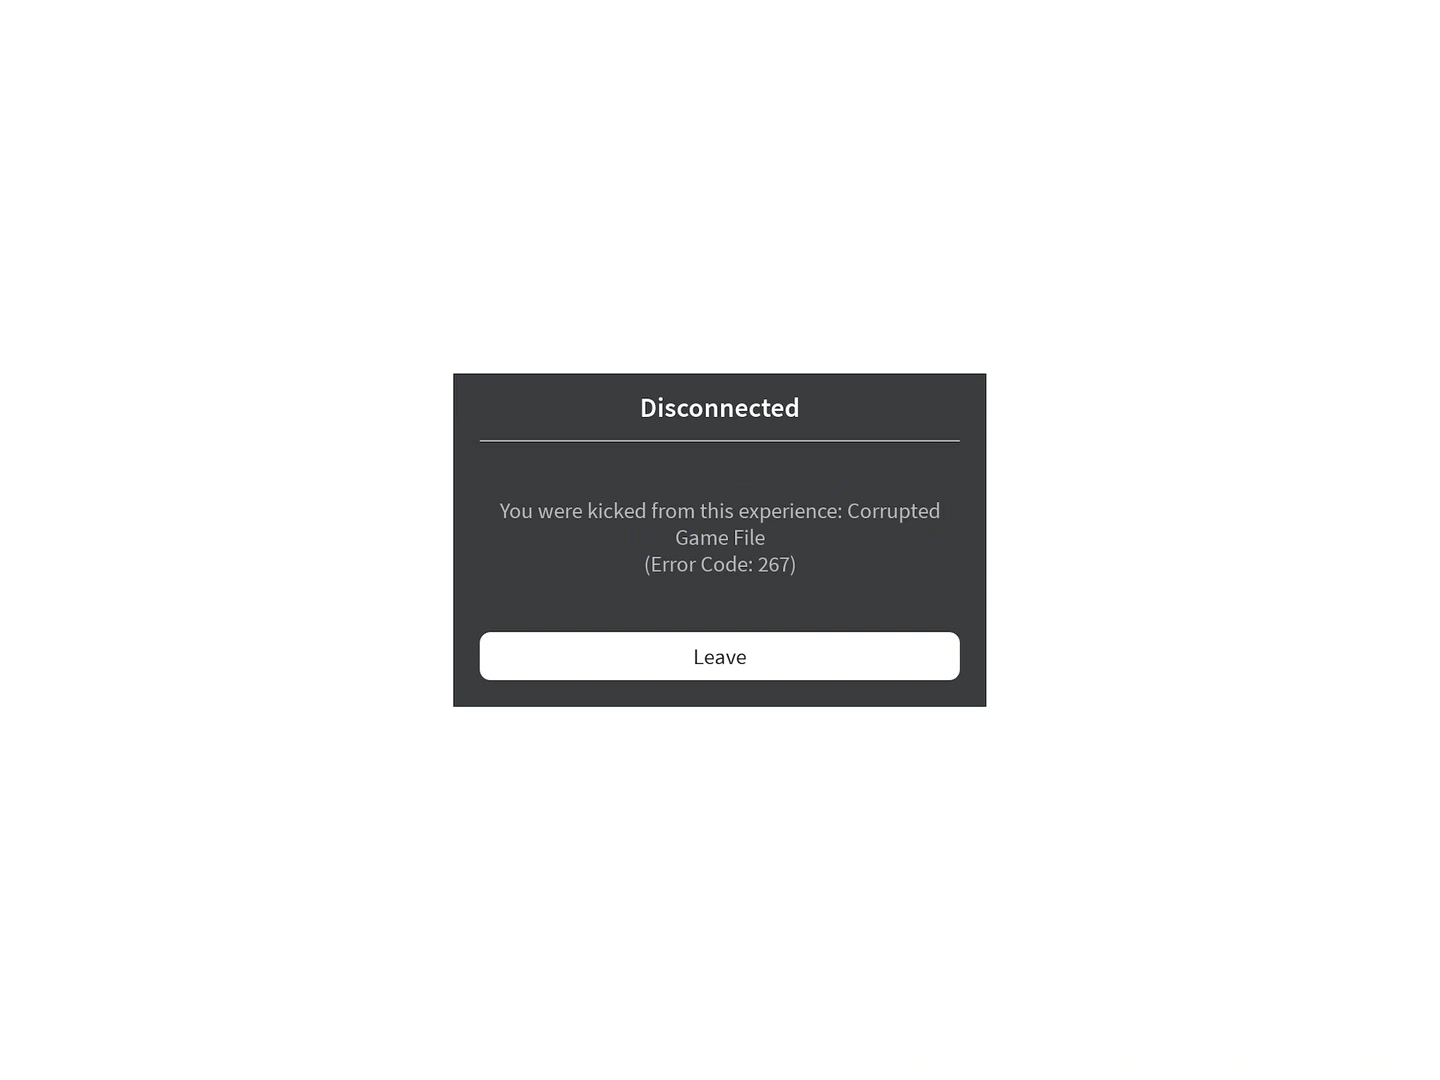 Disconnected
You were kicked from this experience: Corrupted
Game File
(Error Code: 267)
Leave